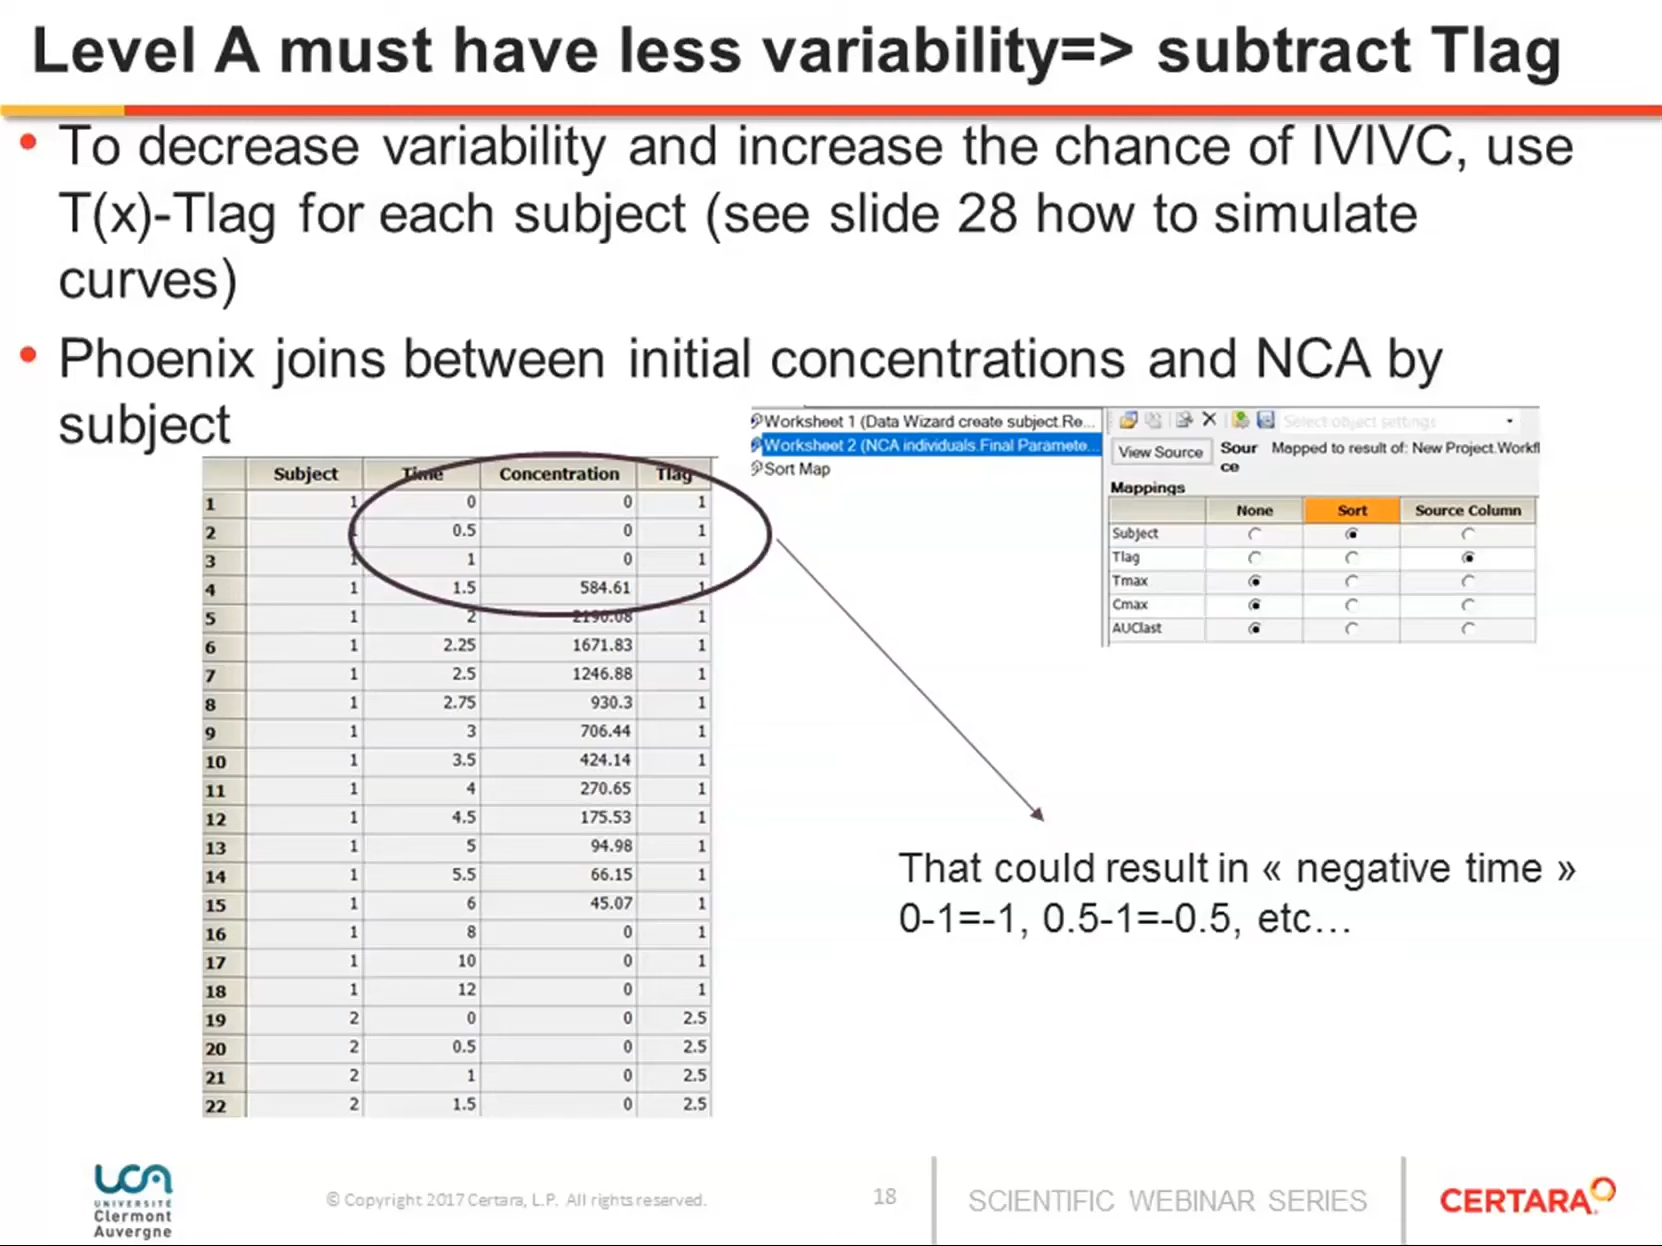 Level A must have less variability=> subtract Tlag
• To decrease variability and increase the chance of IVIVC, use
T(x)-Tlag for each subject (see slide 28 how to simulate
curves)
• Phoenix joins between initial concentrations and NCA by
subject
Worksheet 1 (Data Wizard create subject.Re...
Worksheet 2 (NCA individuals.Final Paramete...
Sort Map
Select object settings
View Source Sour Mapped to result of: New Project.Workfl
ce
Mappings
None Sort Source Column
Subject
Tlag
Tmax
Cmax
AUClast
Subject Time Concentration Tlag
1 1 0 0 1
2 1 0.5 0 1
3 1 1 0 1
4 1 1.5 584.61 1
5 1 2 2190.08 1
6 1 2.25 1671.83 1
7 1 2.5 1246.88 1
8 1 2.75 930.3 1
9 1 3 706.44 1
10 1 3.5 424.14 1
11 1 4 270.65 1
12 1 4.5 175.53 1
13 1 5 94.98 1
14 1 5.5 66.15 1
15 1 6 45.07 1
16 1 8 0 1
17 1 10 0 1
18 1 12 0 1
19 2 0 0 2.5
20 2 0.5 0 2.5
21 2 1 0 2.5
22 2 1.5 0 2.5
That could result in « negative time »
0-1=-1, 0.5-1=-0.5, etc...
UCA
UNIVERSITÉ
Clermont
Auvergne
© Copyright 2017 Certara, L.P. All rights reserved.
18
SCIENTIFIC WEBINAR SERIES
CERTARA